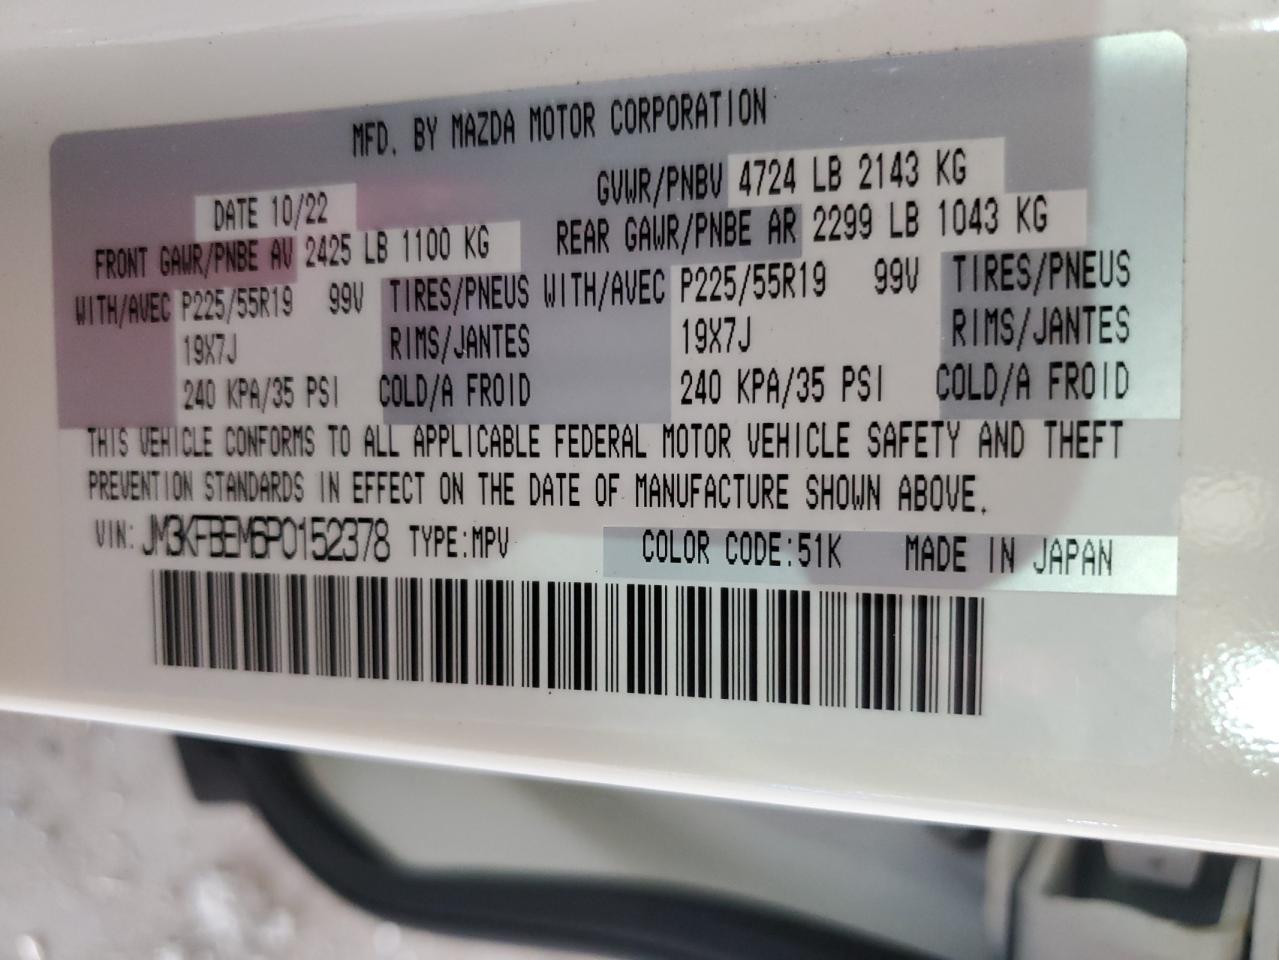 MFD. BY MAZDA MOTOR CORPORATION
DATE 10/22 GVWR/PNBV 4724 LB 2143 KG
FRONT GAWR/PNBE AV 2425 LB 1100 KG REAR GAWR/PNBE AR 2299 LB 1043 KG
WITH/AVEC P225/55R19 99V TIRES/PNEUS WITH/AVEC P225/55R19 99V TIRES/PNEUS
19X7J RIMS/JANTES 19X7J RIMS/JANTES
240 KPA/35 PSI COLD/A FROID 240 KPA/35 PSI COLD/A FROID
THIS VEHICLE CONFORMS TO ALL APPLICABLE FEDERAL MOTOR VEHICLE SAFETY AND THEFT
PREVENTION STANDARDS IN EFFECT ON THE DATE OF MANUFACTURE SHOWN ABOVE.
VIN: JM3KFBEM6P0152378 TYPE:MPV COLOR CODE:51K MADE IN JAPAN